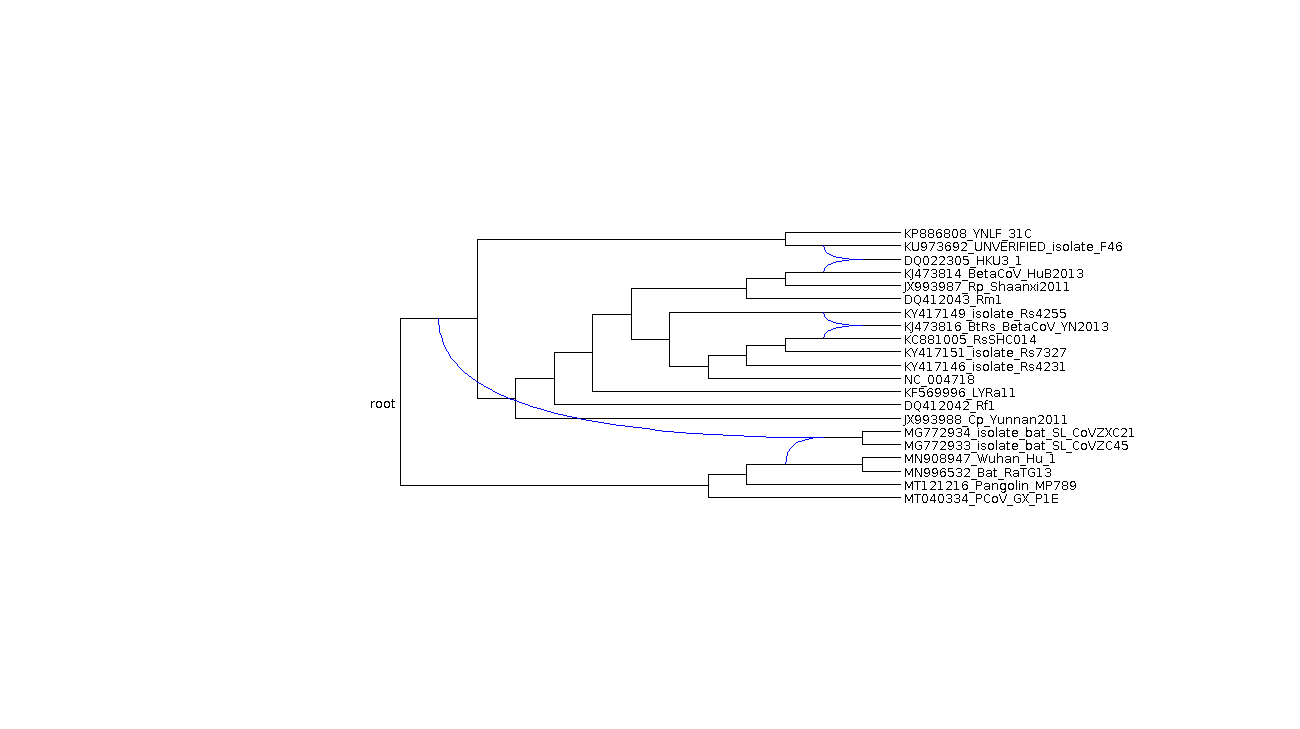 KP886808_YNLF_31C
KU973692_UNVERIFIED_isolate_F46
DQ022305_HKU3_1
KJ473814_BetaCoV_HuB2013
JX993987_Rp_Shaanxi2011
DQ412043_Rm1
KY417149_isolate_Rs4255
KJ473816_BtRs_BetaCoV_YN2013
KC881005_RsSHC014
KY417151_isolate_Rs7327
KY417146_isolate_Rs4231
NC_004718
KF569996_LYRa11
root
DQ412042_Rf1
JX993988_Cp_Yunnan2011
MG772934_isolate_bat_SL_CoVZXC21
MG772933_isolate_bat_SL_CoVZC45
MN908947_Wuhan_Hu_1
MN996532_Bat_RaTG13
MT121216_Pangolin_MP789
MT040334_PCoV_GX_P1E